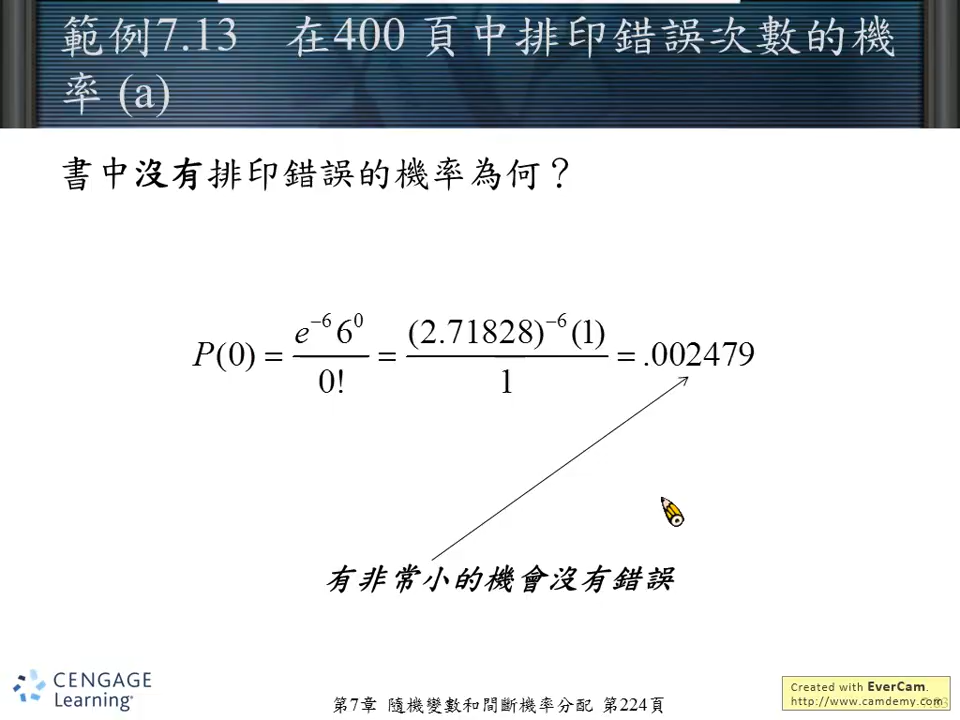 範例7.13 在400 頁中排印錯誤次數的機
率 (a)
書中沒有排印錯誤的機率為何？
P(0) = e⁻⁶6⁰ / 0! = (2.71828)⁻⁶(1) / 1 = .002479
有非常小的機會沒有錯誤
CENGAGE
Learning
第7章 隨機變數和間斷機率分配 第224頁
Created with EverCam.
http://www.camdemy.com